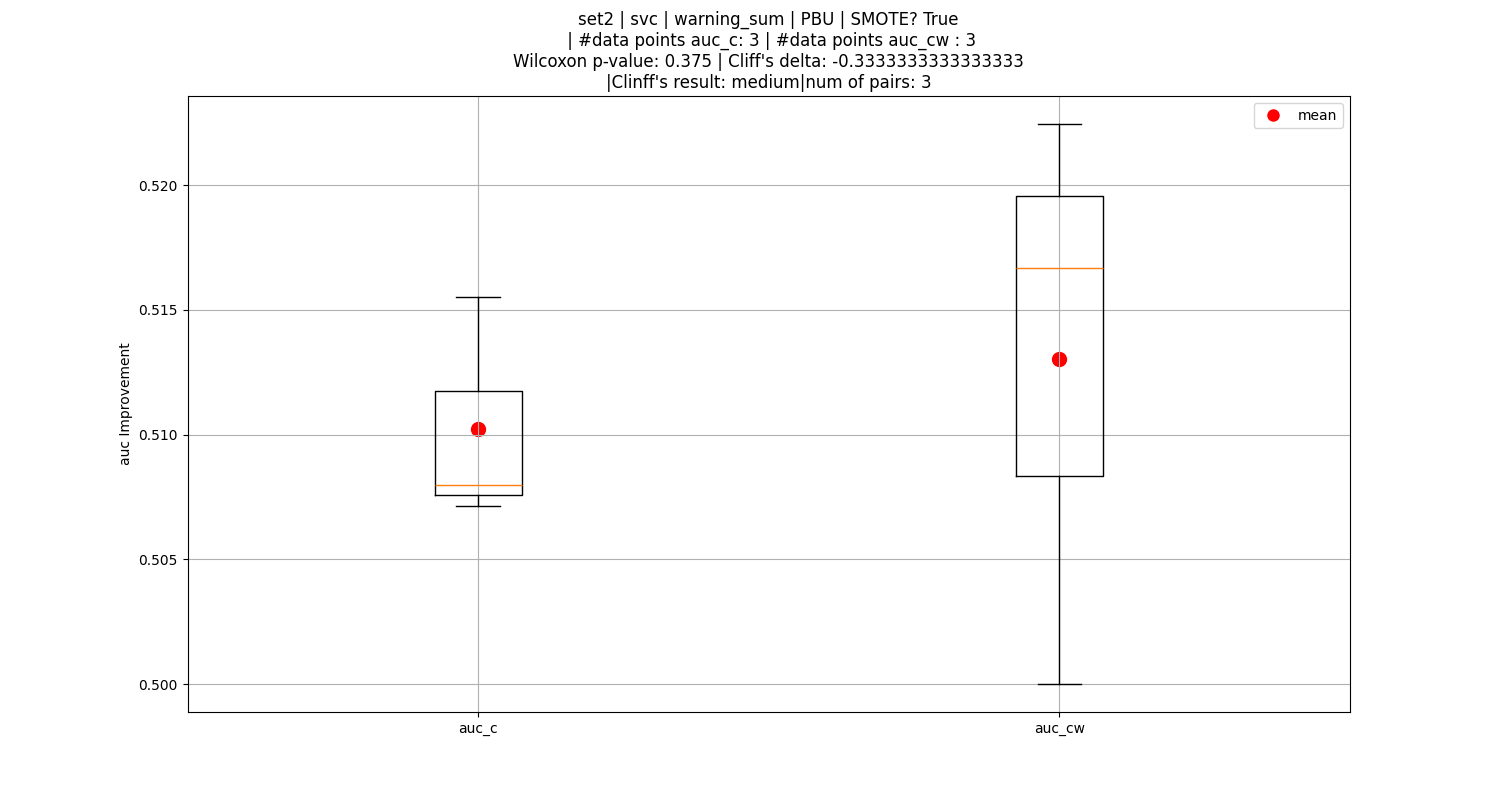 set2 | svc | warning_sum | PBU | SMOTE? True
| #data points auc_c: 3 | #data points auc_cw : 3
Wilcoxon p-value: 0.375 | Cliff's delta: -0.3333333333333333
|Clinff's result: medium|num of pairs: 3
mean
0.520
0.515
0.510
0.505
0.500
auc Improvement
auc_c
auc_cw